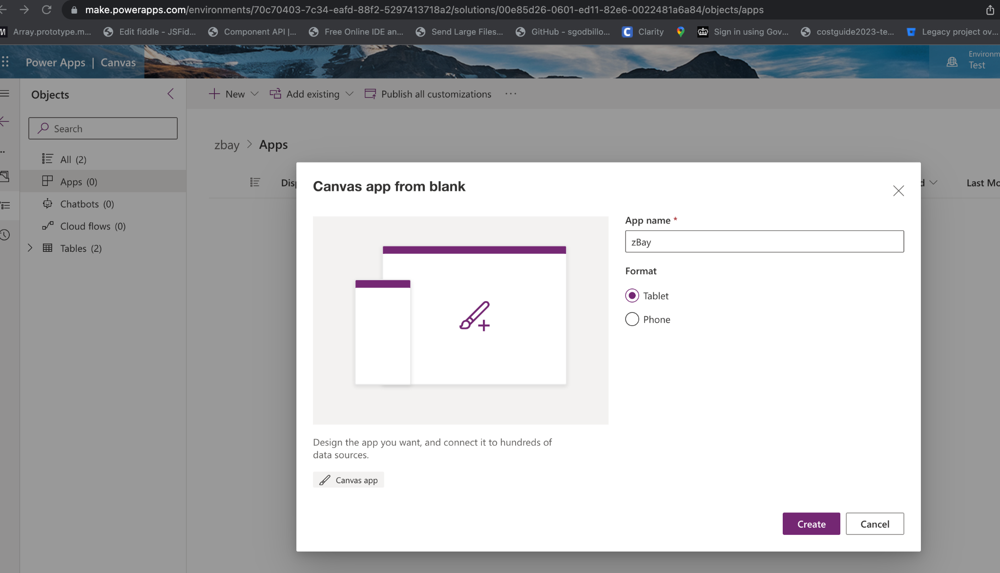 make.powerapps.com/environments/70c70403-7c34-eafd-88f2-5297413718a2/solutions/00e85d26-0601-ed11-82e6-0022481a6a84/objects/apps
Array.prototype.m... Edit fiddle - JSFid... Component API |... Free Online IDE an... Send Large Files... GitHub - sgodbillo... Clarity Sign in using Gov... costguide2023-te... Legacy project ov...
Power Apps | Canvas
Environm
Test
Objects
New Add existing Publish all customizations ...
Search
zbay > Apps
All (2)
Apps (0)
Chatbots (0)
Cloud flows (0)
Tables (2)
Disp
d
Last Mo
Canvas app from blank
App name *
zBay
Format
Tablet
Phone
Design the app you want, and connect it to hundreds of
data sources.
Canvas app
Create Cancel